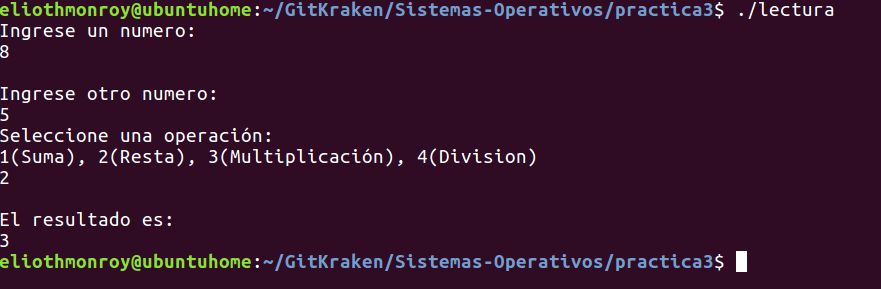 eliothmonroy@ubuntuhome:~/GitKraken/Sistemas-Operativos/practica3$ ./lectura
Ingrese un numero:
8
Ingrese otro numero:
5
Seleccione una operación:
1(Suma), 2(Resta), 3(Multiplicación), 4(Division)
2
El resultado es:
3
eliothmonroy@ubuntuhome:~/GitKraken/Sistemas-Operativos/practica3$